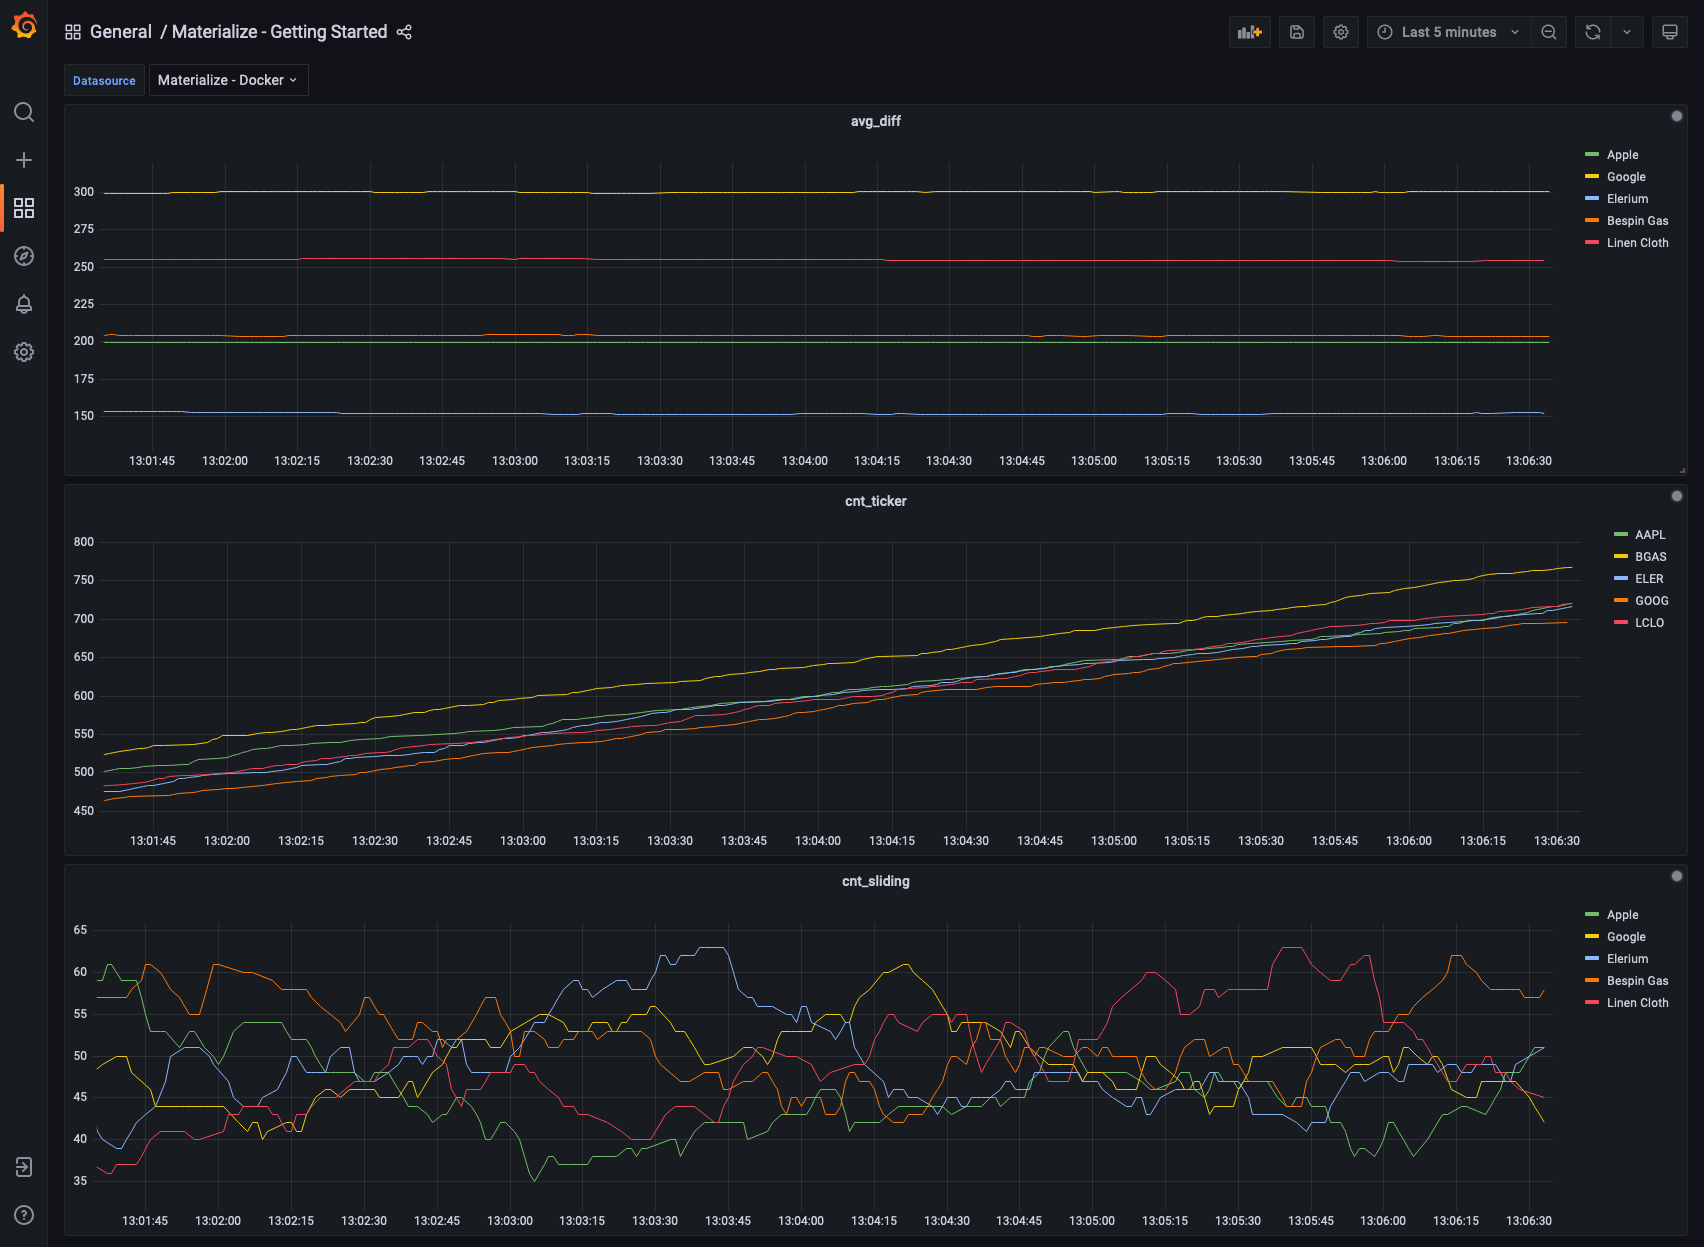 General / Materialize - Getting Started
Last 5 minutes
Datasource Materialize - Docker
avg_diff
300
275
250
225
200
175
150
13:01:45 13:02:00 13:02:15 13:02:30 13:02:45 13:03:00 13:03:15 13:03:30 13:03:45 13:04:00 13:04:15 13:04:30 13:04:45 13:05:00 13:05:15 13:05:30 13:05:45 13:06:00 13:06:15 13:06:30
Apple
Google
Elerium
Bespin Gas
Linen Cloth
cnt_ticker
800
750
700
650
600
550
500
450
13:01:45 13:02:00 13:02:15 13:02:30 13:02:45 13:03:00 13:03:15 13:03:30 13:03:45 13:04:00 13:04:15 13:04:30 13:04:45 13:05:00 13:05:15 13:05:30 13:05:45 13:06:00 13:06:15 13:06:30
AAPL
BGAS
ELER
GOOG
LCLO
cnt_sliding
65
60
55
50
45
40
35
13:01:45 13:02:00 13:02:15 13:02:30 13:02:45 13:03:00 13:03:15 13:03:30 13:03:45 13:04:00 13:04:15 13:04:30 13:04:45 13:05:00 13:05:15 13:05:30 13:05:45 13:06:00 13:06:15 13:06:30
Apple
Google
Elerium
Bespin Gas
Linen Cloth